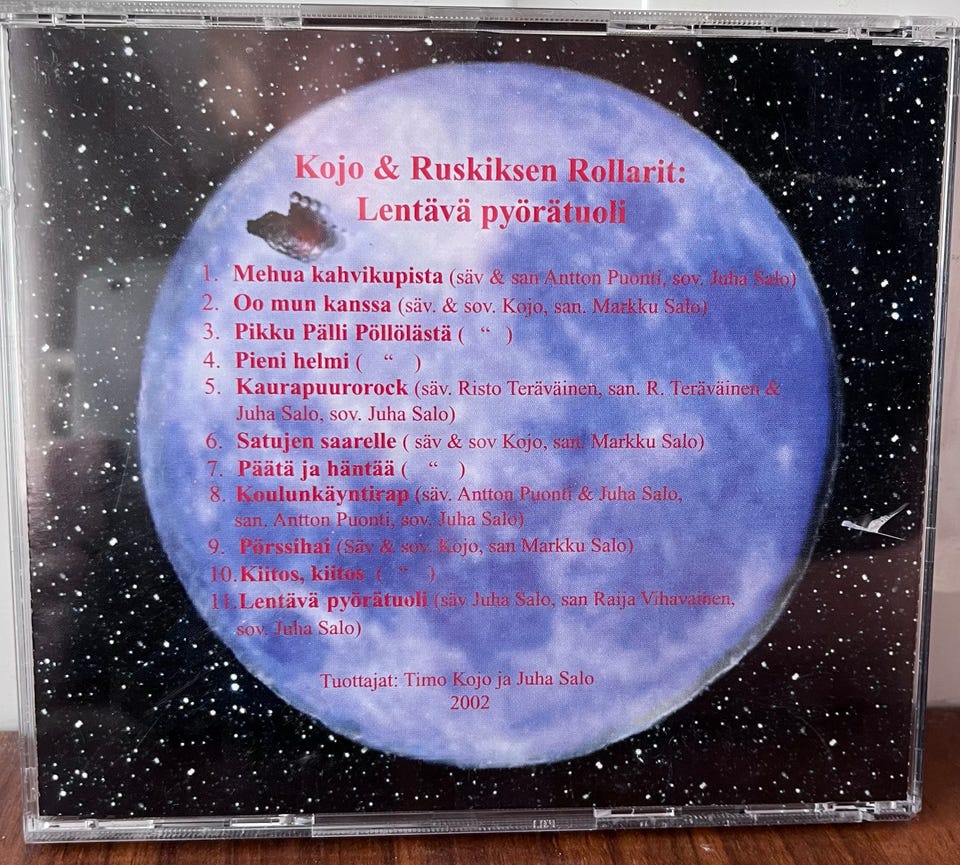 Kojo & Ruskiksen Rollarit:
Lentävä pyörätuoli
1. Mehua kahvikupista (säv & san Antton Puonti, sov. Juha Salo)
2. Oo mun kanssa (säv. & sov. Kojo, san. Markku Salo)
3. Pikku Pälli Pöllölästä ( “ )
4. Pieni helmi ( “ )
5. Kaurapuurorock (säv. Risto Teräväinen, san. R. Teräväinen &
Juha Salo, sov. Juha Salo)
6. Satujen saarelle ( säv & sov Kojo, san. Markku Salo)
7. Päätä ja häntää ( “ )
8. Koulunkäyntirap (säv. Antton Puonti & Juha Salo,
san. Antton Puonti, sov. Juha Salo)
9. Pörssihai (Säv & sov. Kojo, san Markku Salo)
10. Kiitos, kiitos ( “ )
11. Lentävä pyörätuoli (säv Juha Salo, san Raija Vihavainen,
sov. Juha Salo)
Tuottajat: Timo Kojo ja Juha Salo
2002